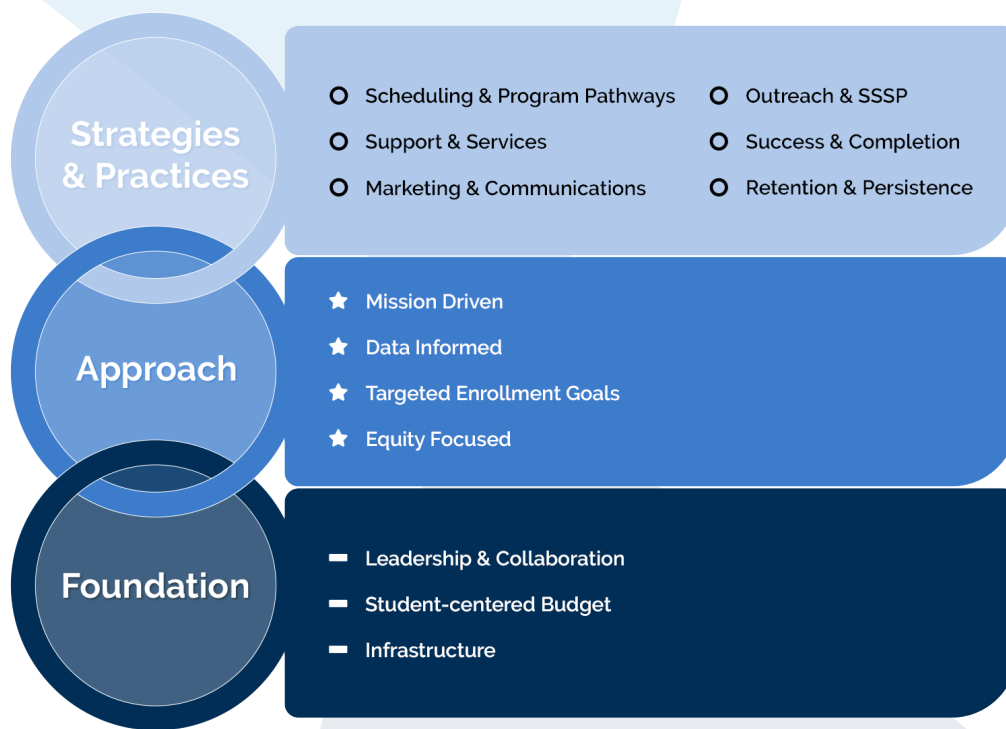 Strategies
& Practices
Scheduling & Program Pathways
Support & Services
Marketing & Communications
Outreach & SSSP
Success & Completion
Retention & Persistence
Approach
Mission Driven
Data Informed
Targeted Enrollment Goals
Equity Focused
Foundation
Leadership & Collaboration
Student-centered Budget
Infrastructure